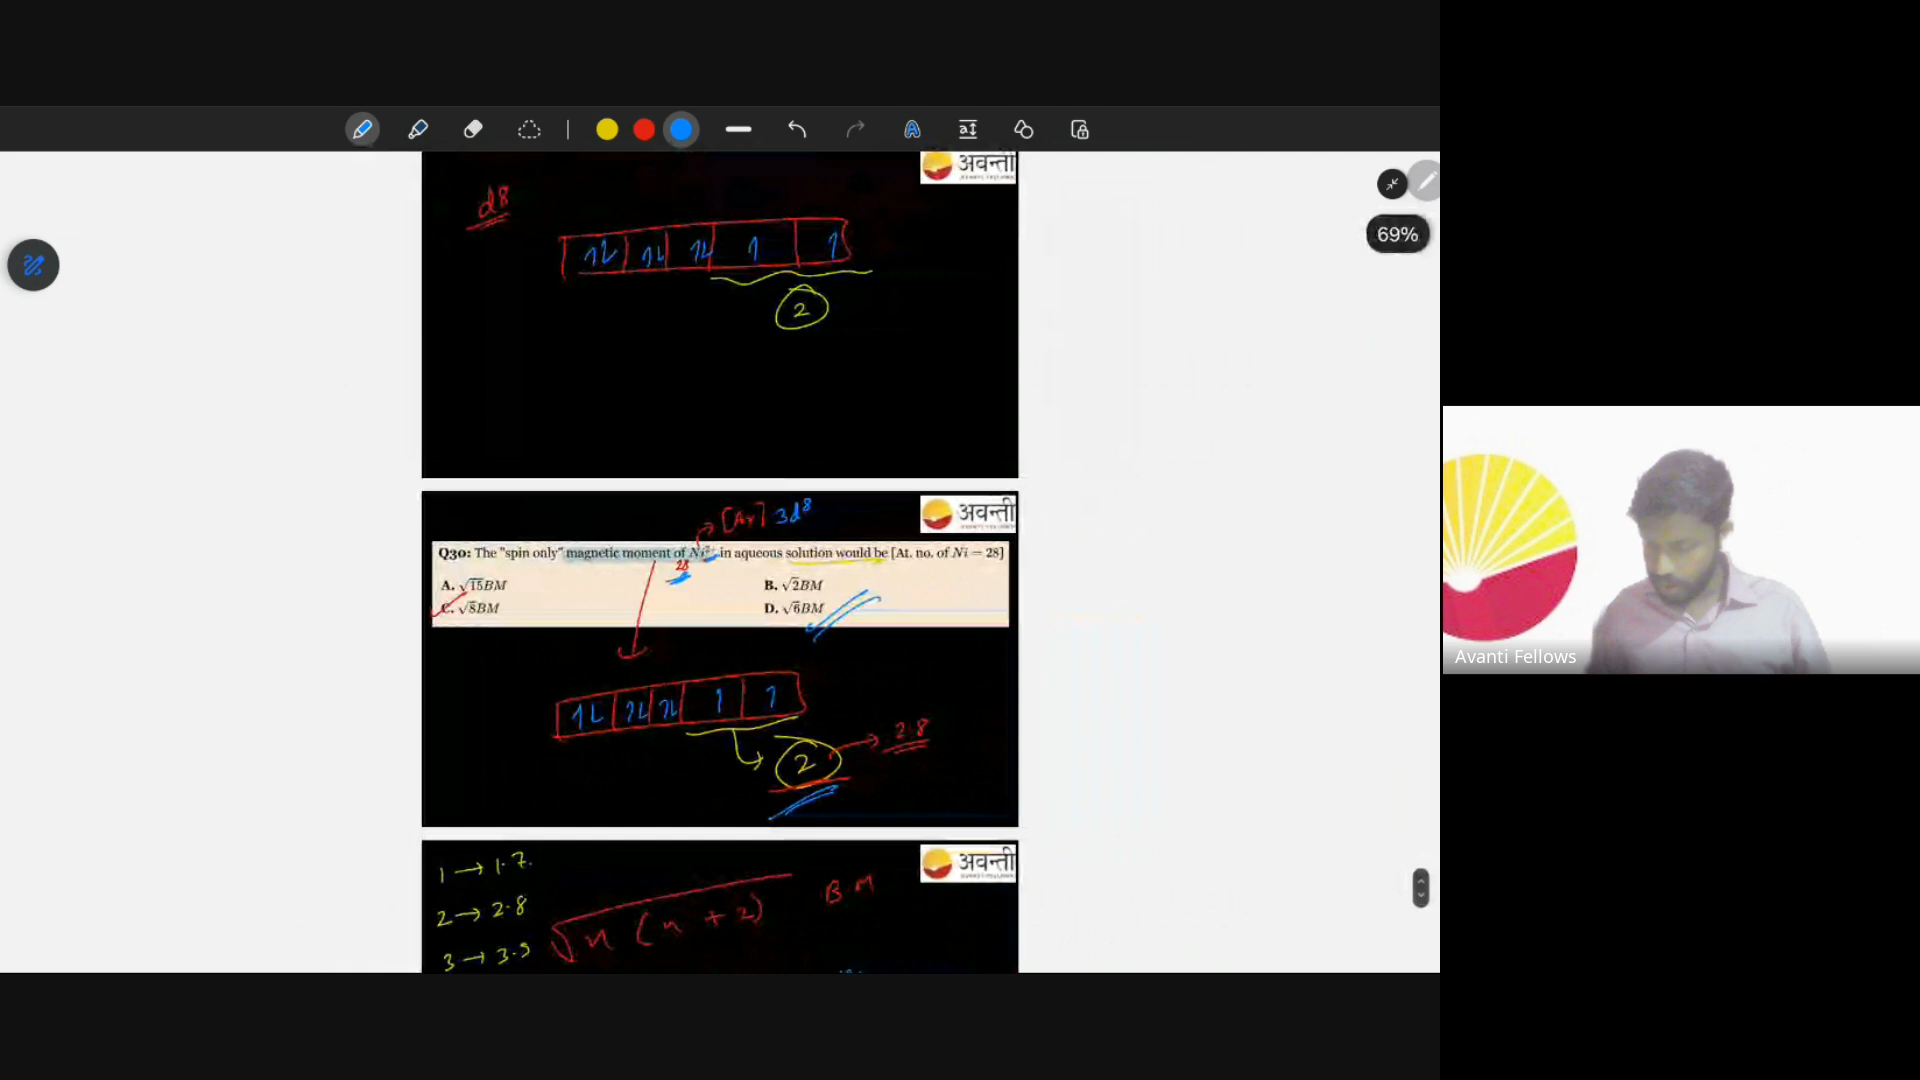 अवन्ती
d8
1L 1L 1L 1 1
2
69%
[Ar] 3d⁸
अवन्ती
Q30: The "spin only" magnetic moment of Ni²⁺ in aqueous solution would be [At. no. of Ni = 28]
28
A. √15BM B. √2BM
C. √8BM D. √6BM
1L 1L 1L 1 1
2 → 2.8
अवन्ती
1 → 1.7.
2 → 2.8
3 → 3.9
√n (n + 2) B.M
Avanti Fellows